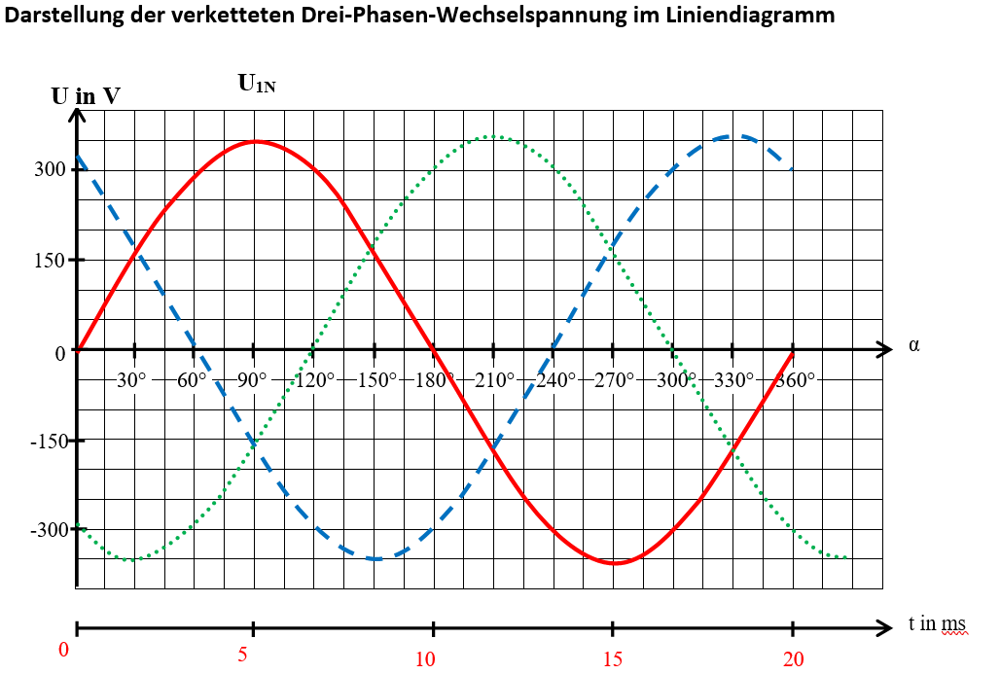 Darstellung der verketteten Drei-Phasen-Wechselspannung im Liniendiagramm
U1N
U in V
300
150
0
α
30° 60° 90° 120° 150° 180° 210° 240° 270° 300° 330° 360°
-150
-300
t in ms
0 5 10 15 20